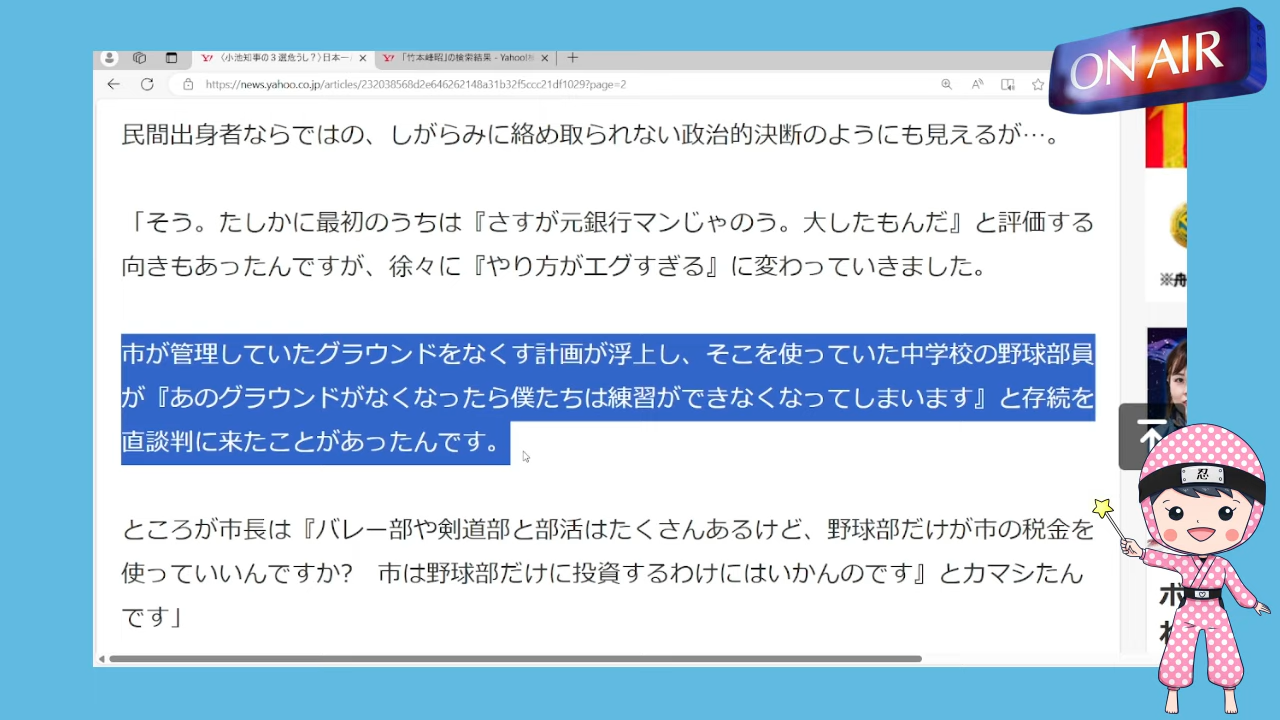 《小池知事の３選危うし？》日本一
「竹本峰昭」の検索結果 - Yahoo!
https://news.yahoo.co.jp/articles/232038568d2e646262148a31b32f5ccc21df1029?page=2
ON AIR
民間出身者ならではの、しがらみに絡め取られない政治的決断のようにも見えるが…。
「そう。たしかに最初のうちは『さすが元銀行マンじゃのう。大したもんだ』と評価する
向きもあったんですが、徐々に『やり方がエグすぎる』に変わっていきました。
※舟
市が管理していたグラウンドをなくす計画が浮上し、そこを使っていた中学校の野球部員
が『あのグラウンドがなくなったら僕たちは練習ができなくなってしまいます』と存続を
直談判に来たことがあったんです。
忍
ところが市長は『バレー部や剣道部と部活はたくさんあるけど、野球部だけが市の税金を
使っていいんですか?　市は野球部だけに投資するわけにはいかんのです』とカマシたん
です」
ボ